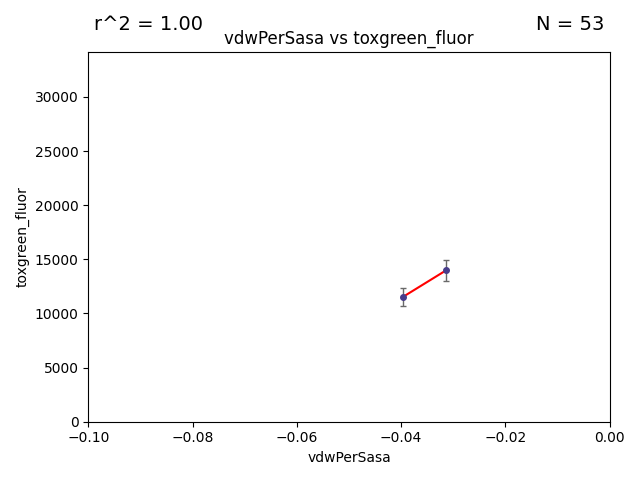 r^2 = 1.00
N = 53
vdwPerSasa vs toxgreen_fluor
toxgreen_fluor
30000
25000
20000
15000
10000
5000
0
−0.10
−0.08
−0.06
−0.04
−0.02
0.00
vdwPerSasa